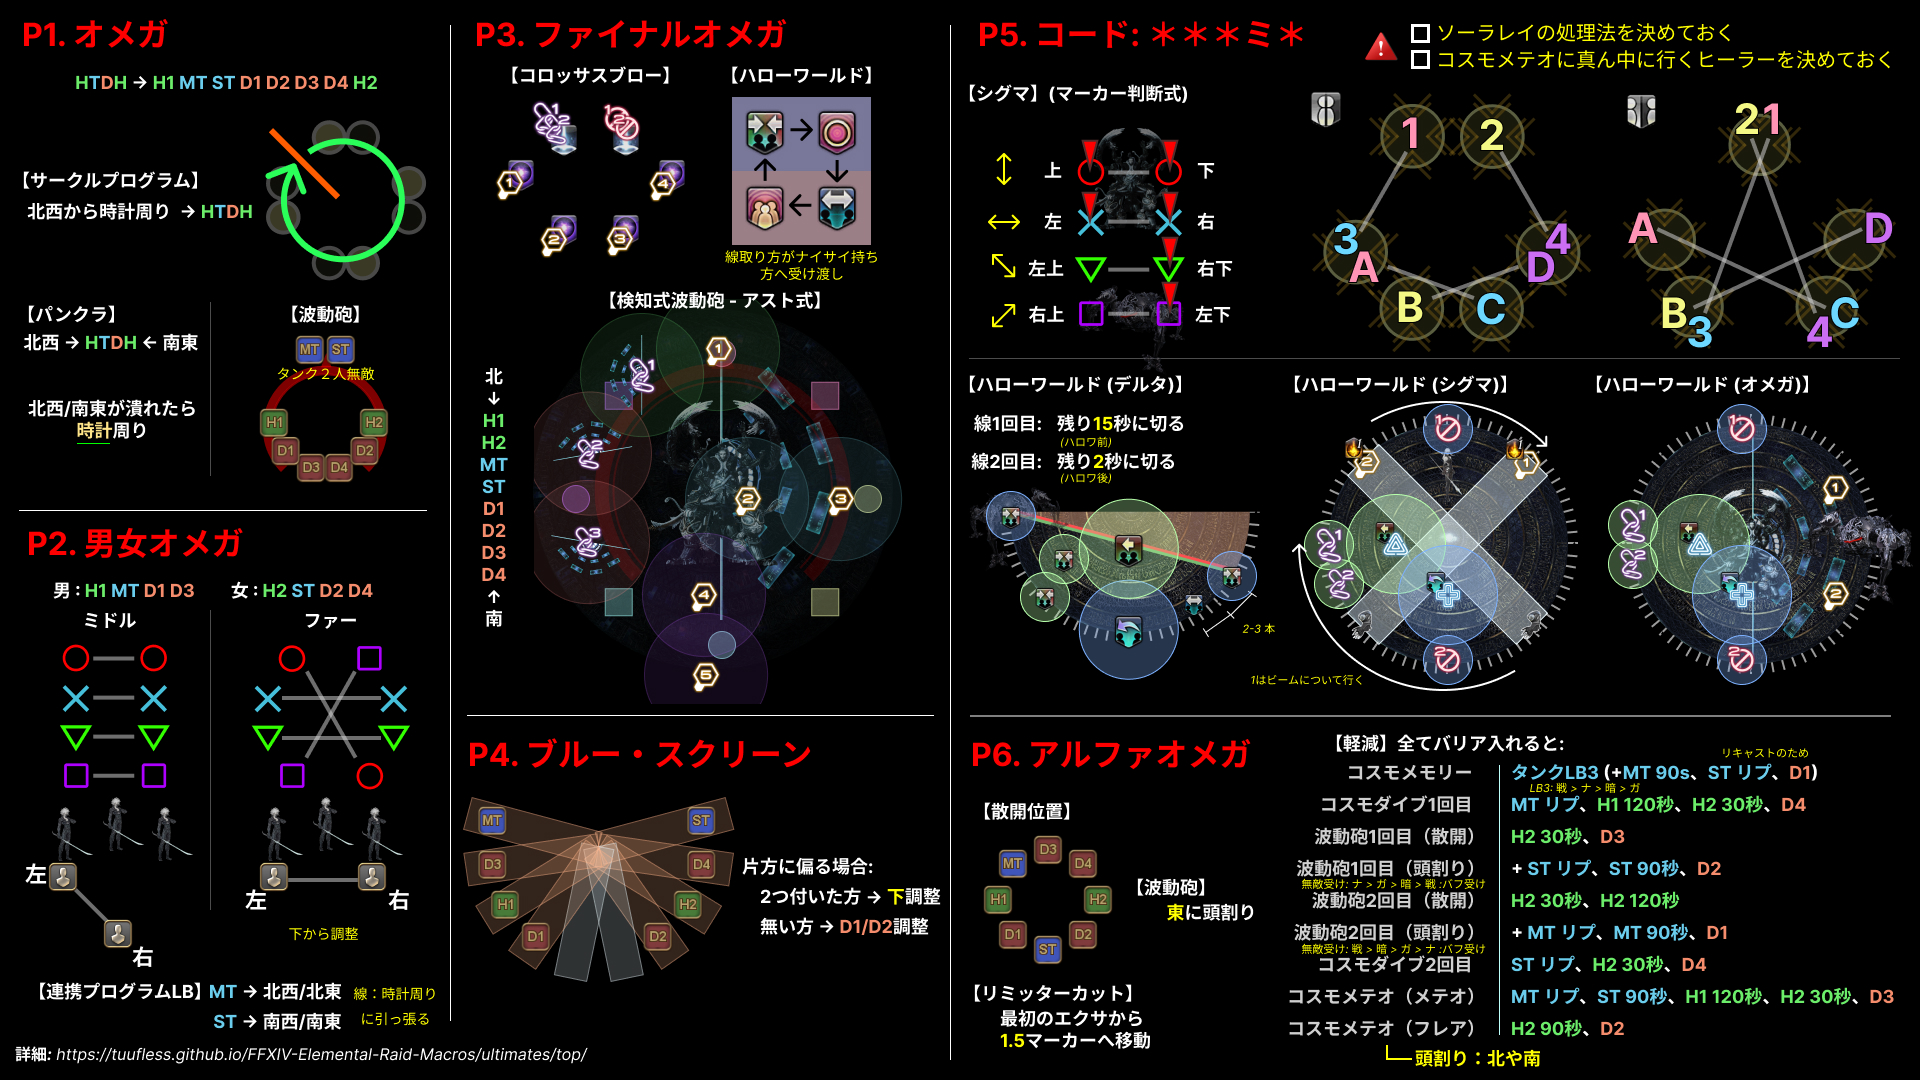 P1. オメガ
HTDH → H1 MT ST D1 D2 D3 D4 H2
【サークルプログラム】
北西から時計周り → HTDH
【パンクラ】
北西 → HTDH ← 南東
北西/南東が潰れたら
時計周り
【波動砲】
MT ST
タンク２人無敵
H1 H2
D1 D2
D3 D4
P2. 男女オメガ
男 : H1 MT D1 D3
女 : H2 ST D2 D4
ミドル
ファー
左
右
左
右
下から調整
【連携プログラムLB】 MT → 北西/北東
ST → 南西/南東
線：時計周り
に引っ張る
詳細: https://tuufless.github.io/FFXIV-Elemental-Raid-Macros/ultimates/top/
P3. ファイナルオメガ
【コロッサスブロー】
1 2
1 4
2 3
【ハローワールド】
線取り方がナイサイ持ち
方へ受け渡し
【検知式波動砲 - アスト式】
北
↓
H1
H2
MT
ST
D1
D2
D3
D4
↑
南
1 1
2
2 3
3
4
5
P4. ブルー・スクリーン
MT ST
D3 D4
H1 H2
D1 D2
片方に偏る場合:
2つ付いた方 → 下調整
無い方 → D1/D2調整
P5. コード: ＊＊＊ミ＊
ソーラレイの処理法を決めておく
コスモメテオに真ん中に行くヒーラーを決めておく
【シグマ】(マーカー判断式)
上 下
左 右
左上 右下
右上 左下
1 2
3 4
A D
B C
21
A D
B C
3 4
【ハローワールド (デルタ)】
線1回目: 残り15秒に切る
(ハロワ前)
線2回目: 残り2秒に切る
(ハロワ後)
2-3 本
【ハローワールド (シグマ)】
1
2 1
1
2
2
1はビームについて行く
【ハローワールド (オメガ)】
1
1
1
2
2
2
P6. アルファオメガ
【散開位置】
D3
MT D4
H1 H2
D1 D2
ST
【波動砲】
東に頭割り
【リミッターカット】
最初のエクサから
1.5マーカーへ移動
【軽減】全てバリア入れると:
リキャストのため
コスモメモリー タンクLB3 (+MT 90s、ST リプ、D1)
LB3: 戦 > ナ > 暗 > ガ
コスモダイブ1回目 MT リプ、H1 120秒、H2 30秒、D4
波動砲1回目（散開） H2 30秒、D3
波動砲1回目（頭割り） + ST リプ、ST 90秒、D2
無敵受け: ナ > ガ > 暗 > 戦 :バフ受け
波動砲2回目（散開） H2 30秒、H2 120秒
波動砲2回目（頭割り） + MT リプ、MT 90秒、D1
無敵受け: 戦 > 暗 > ガ > ナ :バフ受け
コスモダイブ2回目 ST リプ、H2 30秒、D4
コスモメテオ（メテオ） MT リプ、ST 90秒、H1 120秒、H2 30秒、D3
コスモメテオ（フレア） H2 90秒、D2
頭割り：北や南